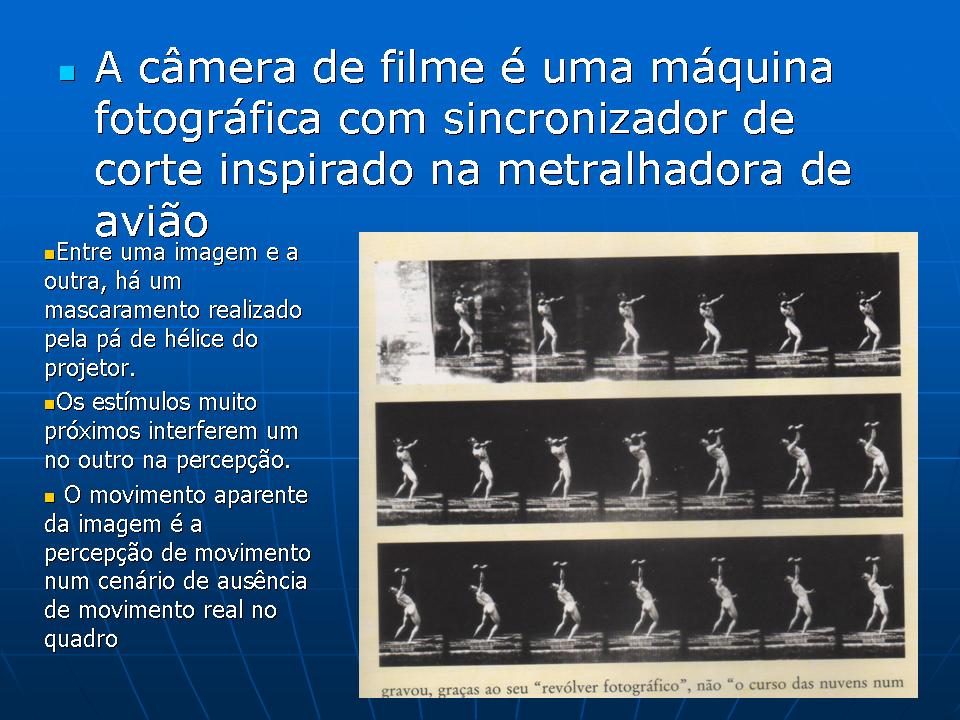 A câmera de filme é uma máquina
fotográfica com sincronizador de
corte inspirado na metralhadora de
avião
Entre uma imagem e a
outra, há um
mascaramento realizado
pela pá de hélice do
projetor.
Os estímulos muito
próximos interferem um
no outro na percepção.
O movimento aparente
da imagem é a
percepção de movimento
num cenário de ausência
de movimento real no
quadro
gravou, graças ao seu “revólver fotográfico”, não “o curso das nuvens num